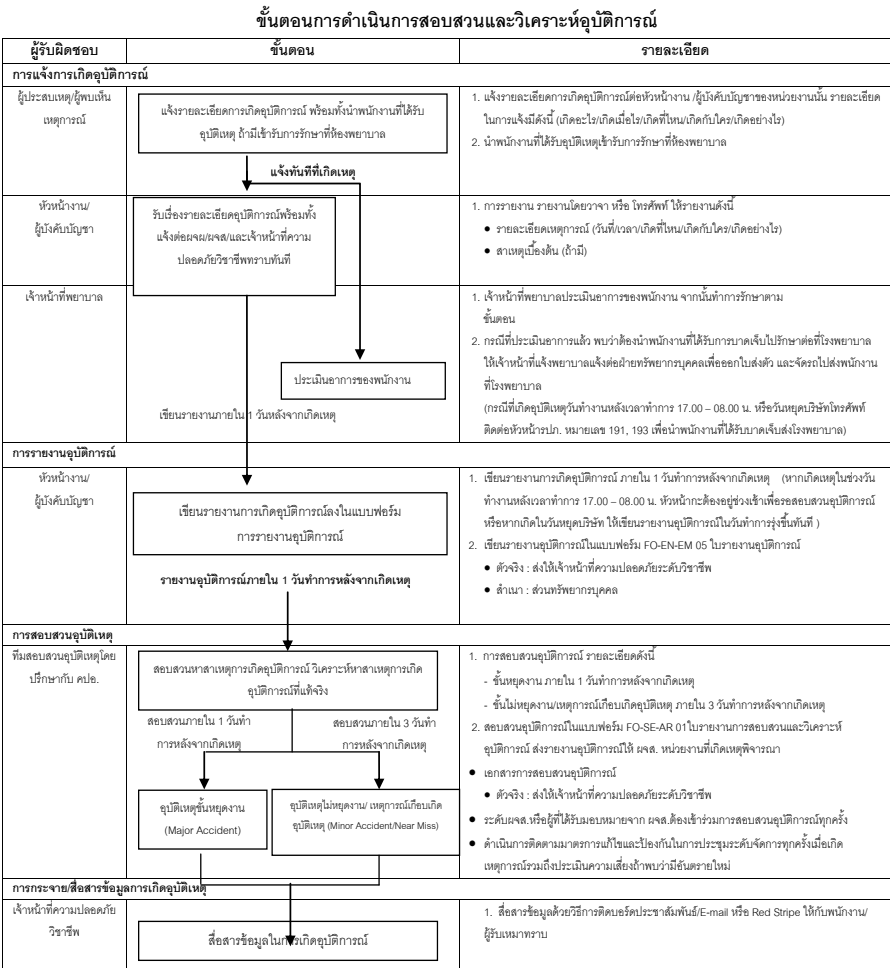 ขั้นตอนการดำเนินการสอบสวนและวิเคราะห์อุบัติการณ์
ผู้รับผิดชอบ
ขั้นตอน
รายละเอียด
การแจ้งการเกิดอุบัติการณ์
ผู้ประสบเหตุ/ผู้พบเห็น
เหตุการณ์
แจ้งรายละเอียดการเกิดอุบัติการณ์ พร้อมทั้งนำพนักงานที่ได้รับ
อุบัติเหตุ ถ้ามีเข้ารับการรักษาที่ห้องพยาบาล
แจ้งทันทีที่เกิดเหตุ
1. แจ้งรายละเอียดการเกิดอุบัติการณ์ต่อหัวหน้างาน /ผู้บังคับบัญชาของหน่วยงานนั้น รายละเอียด
ในการแจ้งมีดังนี้ (เกิดอะไร/เกิดเมื่อไร/เกิดที่ไหน/เกิดกับใคร/เกิดอย่างไร)
2. นำพนักงานที่ได้รับอุบัติเหตุเข้ารับการรักษาที่ห้องพยาบาล
หัวหน้างาน/
ผู้บังคับบัญชา
รับเรื่องรายละเอียดอุบัติการณ์พร้อมทั้ง
แจ้งต่อผจผ/ผจส/และเจ้าหน้าที่ความ
ปลอดภัยวิชาชีพทราบทันที
1. การรายงาน รายงานโดยวาจา หรือ โทรศัพท์ ให้รายงานดังนี้
● รายละเอียดเหตุการณ์ (วันที่/เวลา/เกิดที่ไหน/เกิดกับใคร/เกิดอย่างไร)
● สาเหตุเบื้องต้น (ถ้ามี)
เจ้าหน้าที่พยาบาล
ประเมินอาการของพนักงาน
เขียนรายงานภายใน 1 วันหลังจากเกิดเหตุ
1. เจ้าหน้าที่พยาบาลประเมินอาการของพนักงาน จากนั้นทำการรักษาตาม
ขั้นตอน
2. กรณีที่ประเมินอาการแล้ว พบว่าต้องนำพนักงานที่ได้รับการบาดเจ็บไปรักษาต่อที่โรงพยาบาล
ให้เจ้าหน้าที่แจ้งพยาบาลแจ้งต่อฝ่ายทรัพยากรบุคคลเพื่อออกใบส่งตัว และจัดรถไปส่งพนักงาน
ที่โรงพยาบาล
(กรณีที่เกิดอุบัติเหตุวันทำงานหลังเวลาทำการ 17.00 – 08.00 น. หรือวันหยุดบริษัทโทรศัพท์
ติดต่อหัวหน้ารปภ. หมายเลข 191, 193 เพื่อนำพนักงานที่ได้รับบาดเจ็บส่งโรงพยาบาล)
การรายงานอุบัติการณ์
หัวหน้างาน/
ผู้บังคับบัญชา
เขียนรายงานการเกิดอุบัติการณ์ลงในแบบฟอร์ม
การรายงานอุบัติการณ์
รายงานอุบัติการณ์ภายใน 1 วันทำการหลังจากเกิดเหตุ
1. เขียนรายงานการเกิดอุบัติการณ์ ภายใน 1 วันทำการหลังจากเกิดเหตุ (หากเกิดเหตุในช่วงวัน
ทำงานหลังเวลาทำการ 17.00 – 08.00 น. หัวหน้ากะต้องอยู่ช่วงเช้าเพื่อรอสอบสวนอุบัติการณ์
หรือหากเกิดในวันหยุดบริษัท ให้เขียนรายงานอุบัติการณ์ในวันทำการรุ่งขึ้นทันที )
2. เขียนรายงานอุบัติการณ์ในแบบฟอร์ม FO-EN-EM 05 ใบรายงานอุบัติการณ์
● ตัวจริง : ส่งให้เจ้าหน้าที่ความปลอดภัยระดับวิชาชีพ
● สำเนา : ส่วนทรัพยากรบุคคล
การสอบสวนอุบัติเหตุ
ทีมสอบสวนอุบัติเหตุโดย
ปรึกษากับ คปอ.
สอบสวนหาสาเหตุการเกิดอุบัติการณ์ วิเคราะห์หาสาเหตุการเกิด
อุบัติการณ์ที่แท้จริง
สอบสวนภายใน 1 วันทำ
การหลังจากเกิดเหตุ
สอบสวนภายใน 3 วันทำ
การหลังจากเกิดเหตุ
อุบัติเหตุขั้นหยุดงาน
(Major Accident)
อุบัติเหตุไม่หยุดงาน/ เหตุการณ์เกือบเกิด
อุบัติเหตุ (Minor Accident/Near Miss)
1. การสอบสวนอุบัติการณ์ รายละเอียดดังนี้
- ขั้นหยุดงาน ภายใน 1 วันทำการหลังจากเกิดเหตุ
- ขั้นไม่หยุดงาน/เหตุการณ์เกือบเกิดอุบัติเหตุ ภายใน 3 วันทำการหลังจากเกิดเหตุ
2. สอบสวนอุบัติการณ์ในแบบฟอร์ม FO-SE-AR 01ใบรายงานการสอบสวนและวิเคราะห์
อุบัติการณ์ ส่งรายงานอุบัติการณ์ให้ ผจส. หน่วยงานที่เกิดเหตุพิจารณา
● เอกสารการสอบสวนอุบัติการณ์
● ตัวจริง : ส่งให้เจ้าหน้าที่ความปลอดภัยระดับวิชาชีพ
● ระดับผจส.หรือผู้ที่ได้รับมอบหมายจาก ผจส.ต้องเข้าร่วมการสอบสวนอุบัติการณ์ทุกครั้ง
● ดำเนินการติดตามมาตรการแก้ไขและป้องกันในการประชุมระดับจัดการทุกครั้งเมื่อเกิด
เหตุการณ์รวมถึงประเมินความเสี่ยงถ้าพบว่ามีอันตรายใหม่
การกระจาย/สื่อสารข้อมูลการเกิดอุบัติเหตุ
เจ้าหน้าที่ความปลอดภัย
วิชาชีพ
สื่อสารข้อมูลในการเกิดอุบัติการณ์
1. สื่อสารข้อมูลด้วยวิธีการติดบอร์ดประชาสัมพันธ์/E-mail หรือ Red Stripe ให้กับพนักงาน/
ผู้รับเหมาทราบ